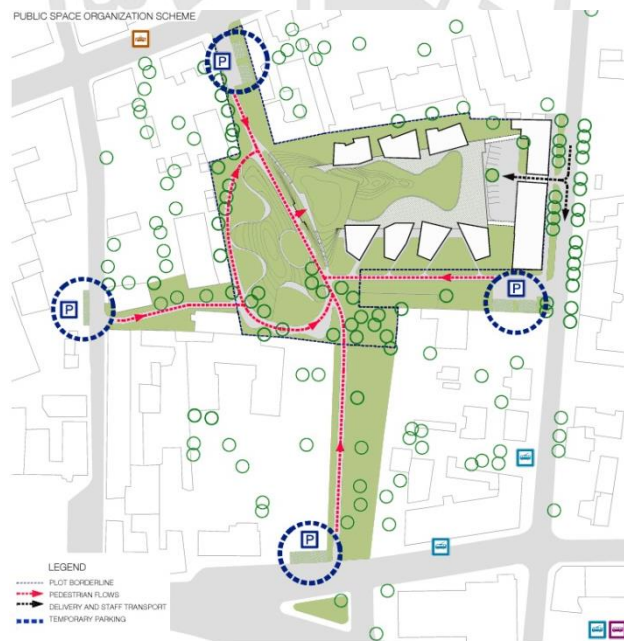 PUBLIC SPACE ORGANIZATION SCHEME
P
P
P
P
LEGEND
PLOT BORDERLINE
PEDESTRIAN FLOWS
DELIVERY AND STAFF TRANSPORT
TEMPORARY PARKING